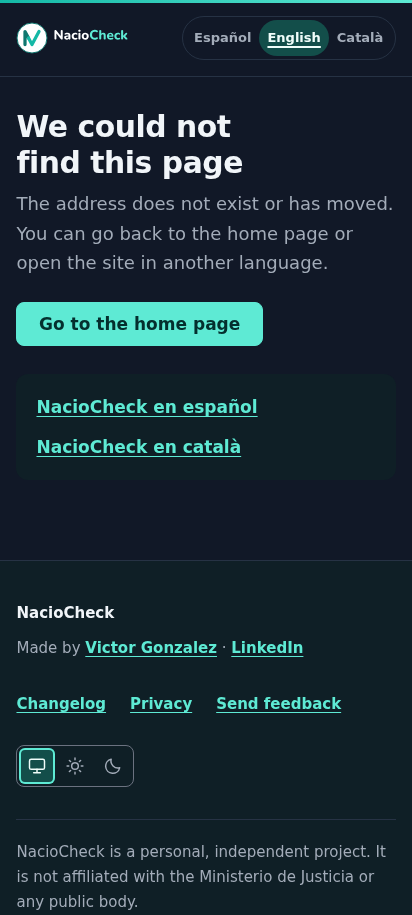 NacioCheck
Español English Català
We could not
find this page
The address does not exist or has moved.
You can go back to the home page or
open the site in another language.
Go to the home page
NacioCheck en español
NacioCheck en català
NacioCheck
Made by Victor Gonzalez · LinkedIn
Changelog Privacy Send feedback
NacioCheck is a personal, independent project. It
is not affiliated with the Ministerio de Justicia or
any public body.